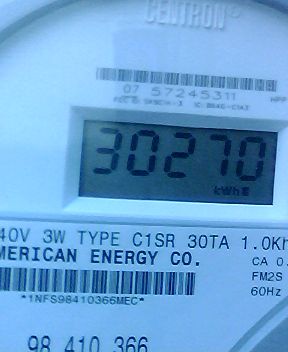 CENTRON®
07 57245311
30270
kWh
40V 3W TYPE C1SR 30TA 1.0Kh
MERICAN ENERGY CO.
CA 0.
*1NFS98410366MEC*
FM2S
60Hz
98 410 366